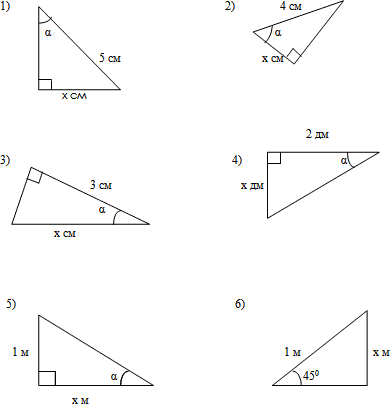 1)
α
5 см
х см
2)
4 см
α
х см
3)
3 см
α
х см
4)
2 дм
α
х дм
5)
1 м
α
х м
6)
1 м
х м
45⁰